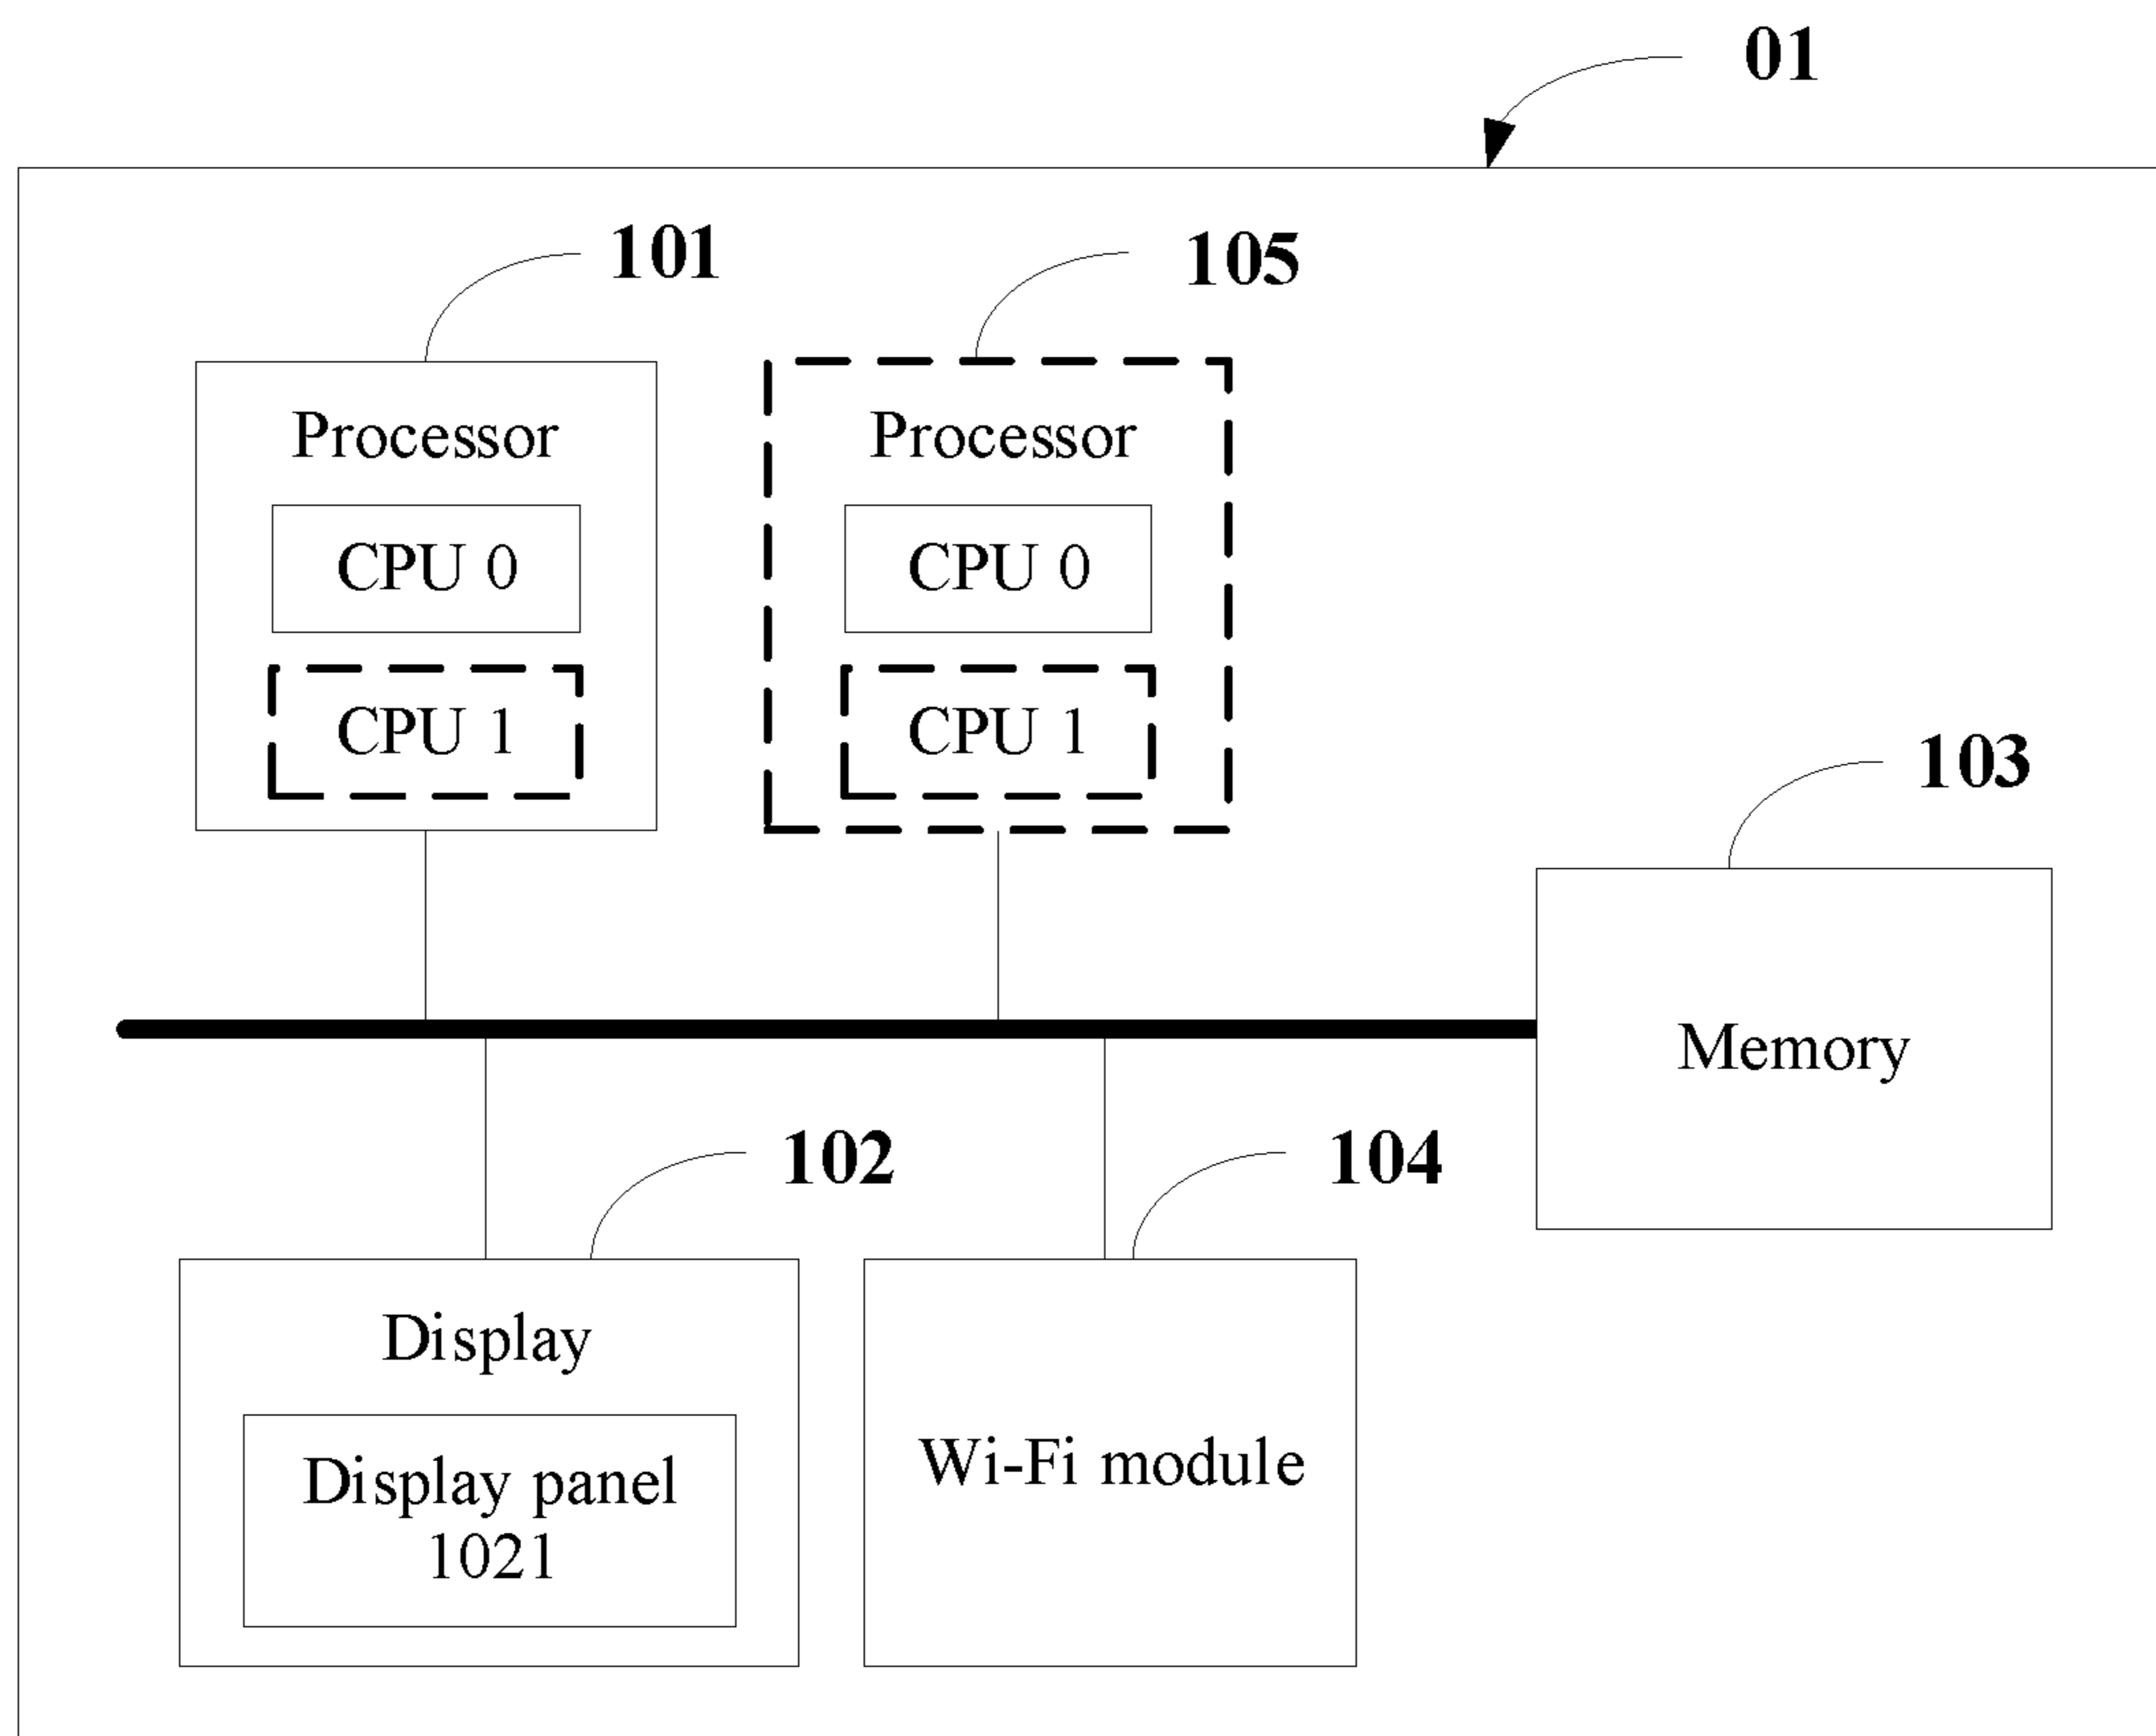 01
101
105
Processor
Processor
CPU 0
CPU 0
CPU 1
CPU 1
103
Memory
102
104
Display
Display panel
1021
Wi-Fi module